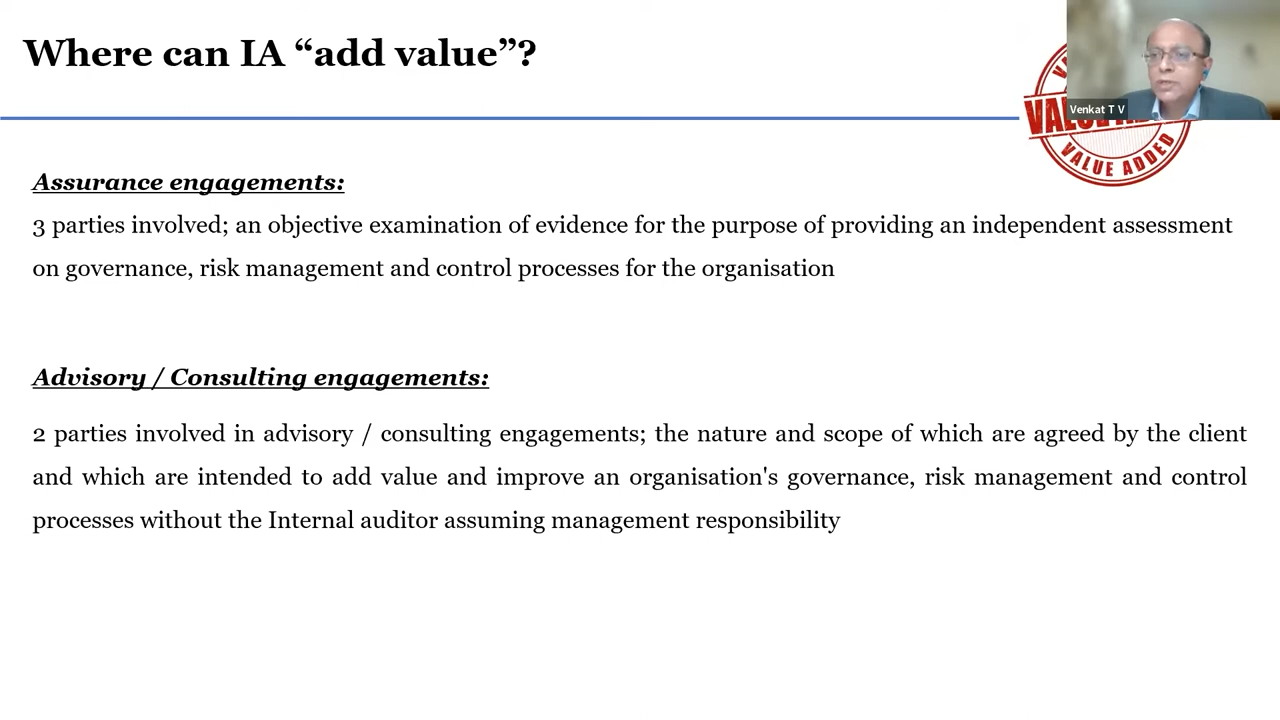 Where can IA “add value”?
Venkat T V
VALUE ADDED
Assurance engagements:
3 parties involved; an objective examination of evidence for the purpose of providing an independent assessment
on governance, risk management and control processes for the organisation
Advisory / Consulting engagements:
2 parties involved in advisory / consulting engagements; the nature and scope of which are agreed by the client
and which are intended to add value and improve an organisation's governance, risk management and control
processes without the Internal auditor assuming management responsibility